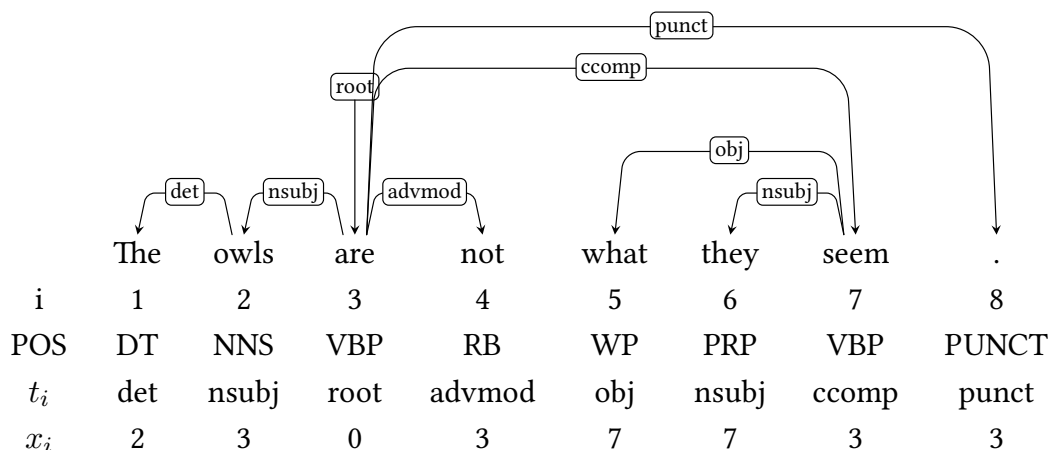 punct
ccomp
root
obj
det nsubj advmod nsubj
The owls are not what they seem .
i 1 2 3 4 5 6 7 8
POS DT NNS VBP RB WP PRP VBP PUNCT
t_i det nsubj root advmod obj nsubj ccomp punct
x_i 2 3 0 3 7 7 3 3